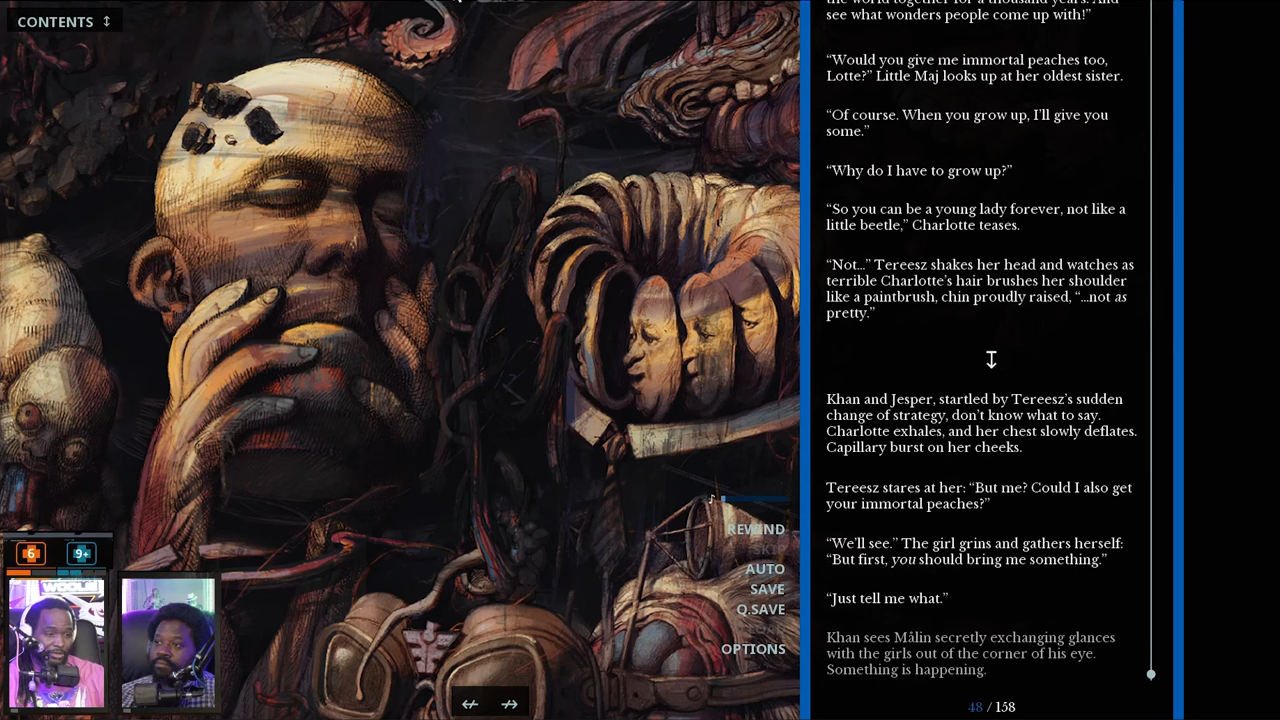 CONTENTS
the world together for a thousand years. And
see what wonders people come up with!”
“Would you give me immortal peaches too,
Lotte?” Little Maj looks up at her oldest sister.
“Of course. When you grow up, I’ll give you
some.”
“Why do I have to grow up?”
“So you can be a young lady forever, not like a
little beetle,” Charlotte teases.
“Not…” Tereesz shakes her head and watches as
terrible Charlotte’s hair brushes her shoulder
like a paintbrush, chin proudly raised, “…not as
pretty.”
Khan and Jesper, startled by Tereesz’s sudden
change of strategy, don’t know what to say.
Charlotte exhales, and her chest slowly deflates.
Capillary burst on her cheeks.
Tereesz stares at her: “But me? Could I also get
your immortal peaches?”
“We’ll see.” The girl grins and gathers herself:
“But first, you should bring me something.”
“Just tell me what.”
Khan sees Målin secretly exchanging glances
with the girls out of the corner of his eye.
Something is happening.
48 / 158
REWIND
SKIP
AUTO
SAVE
Q.SAVE
OPTIONS
6
9+